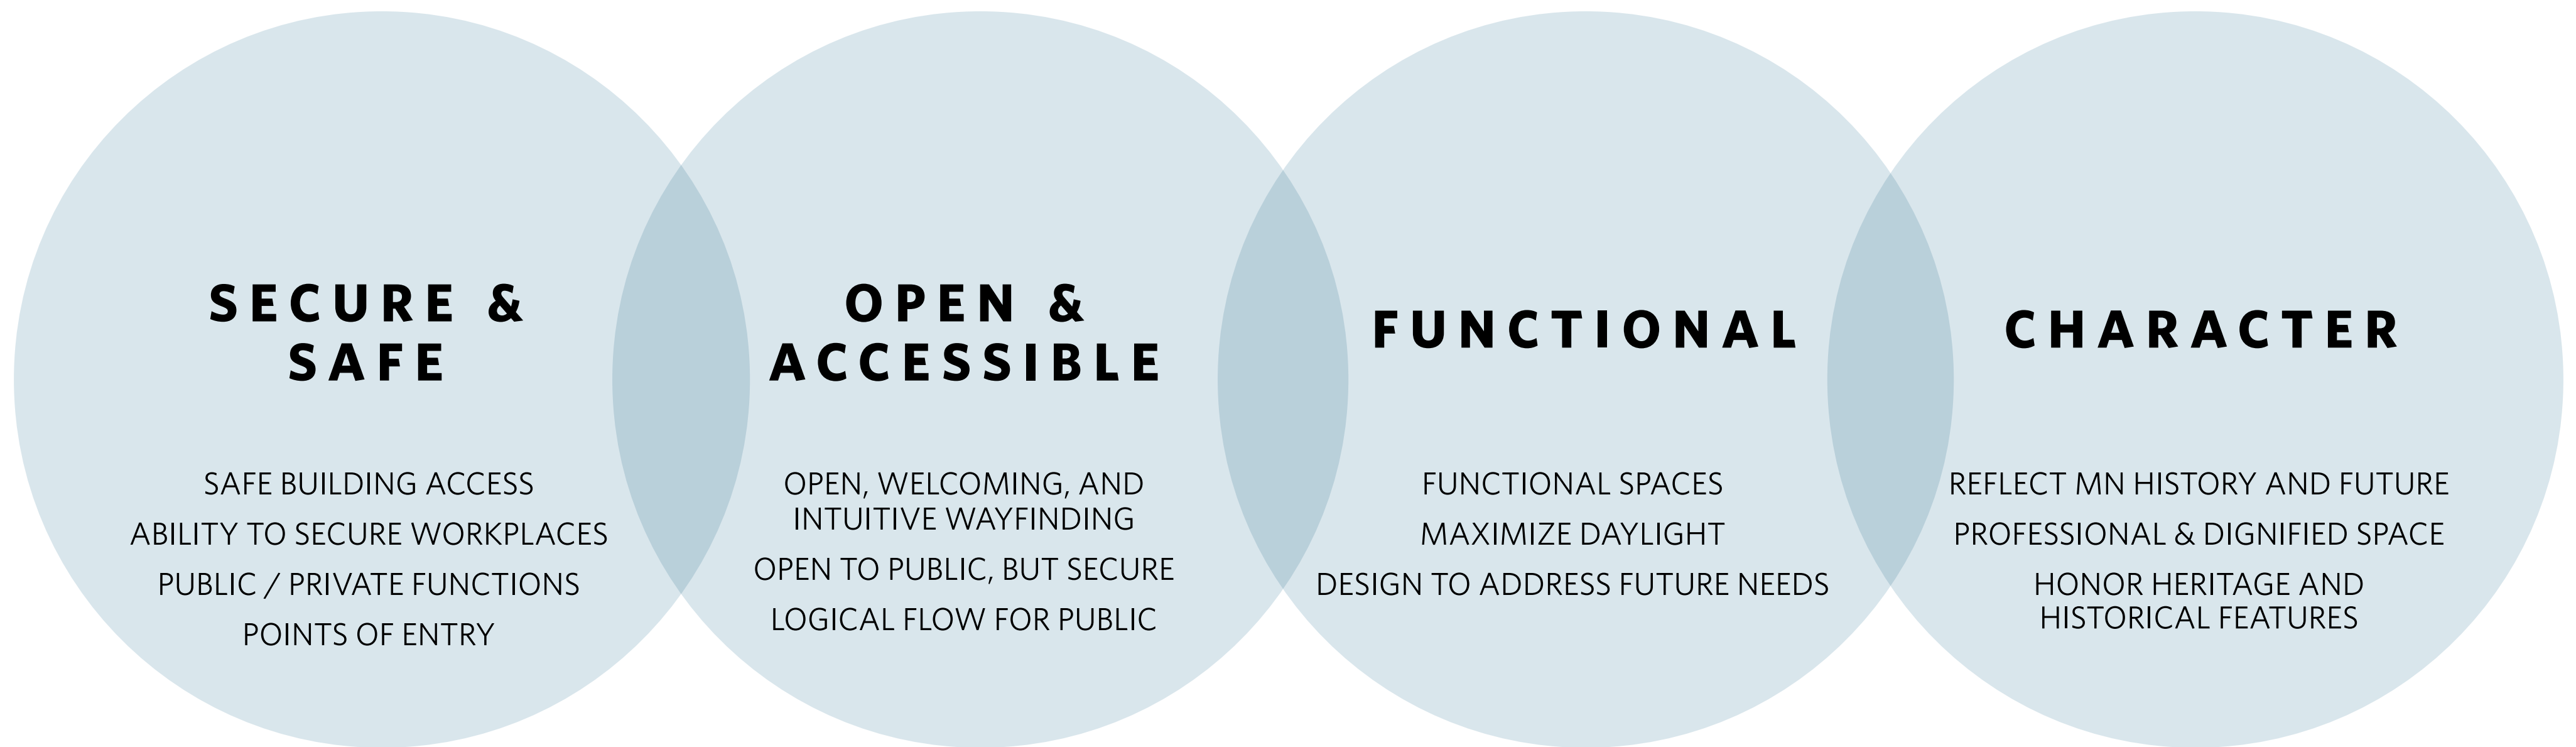 SECURE &
SAFE
SAFE BUILDING ACCESS
ABILITY TO SECURE WORKPLACES
PUBLIC / PRIVATE FUNCTIONS
POINTS OF ENTRY
OPEN &
ACCESSIBLE
OPEN, WELCOMING, AND
INTUITIVE WAYFINDING
OPEN TO PUBLIC, BUT SECURE
LOGICAL FLOW FOR PUBLIC
FUNCTIONAL
FUNCTIONAL SPACES
MAXIMIZE DAYLIGHT
DESIGN TO ADDRESS FUTURE NEEDS
CHARACTER
REFLECT MN HISTORY AND FUTURE
PROFESSIONAL & DIGNIFIED SPACE
HONOR HERITAGE AND
HISTORICAL FEATURES